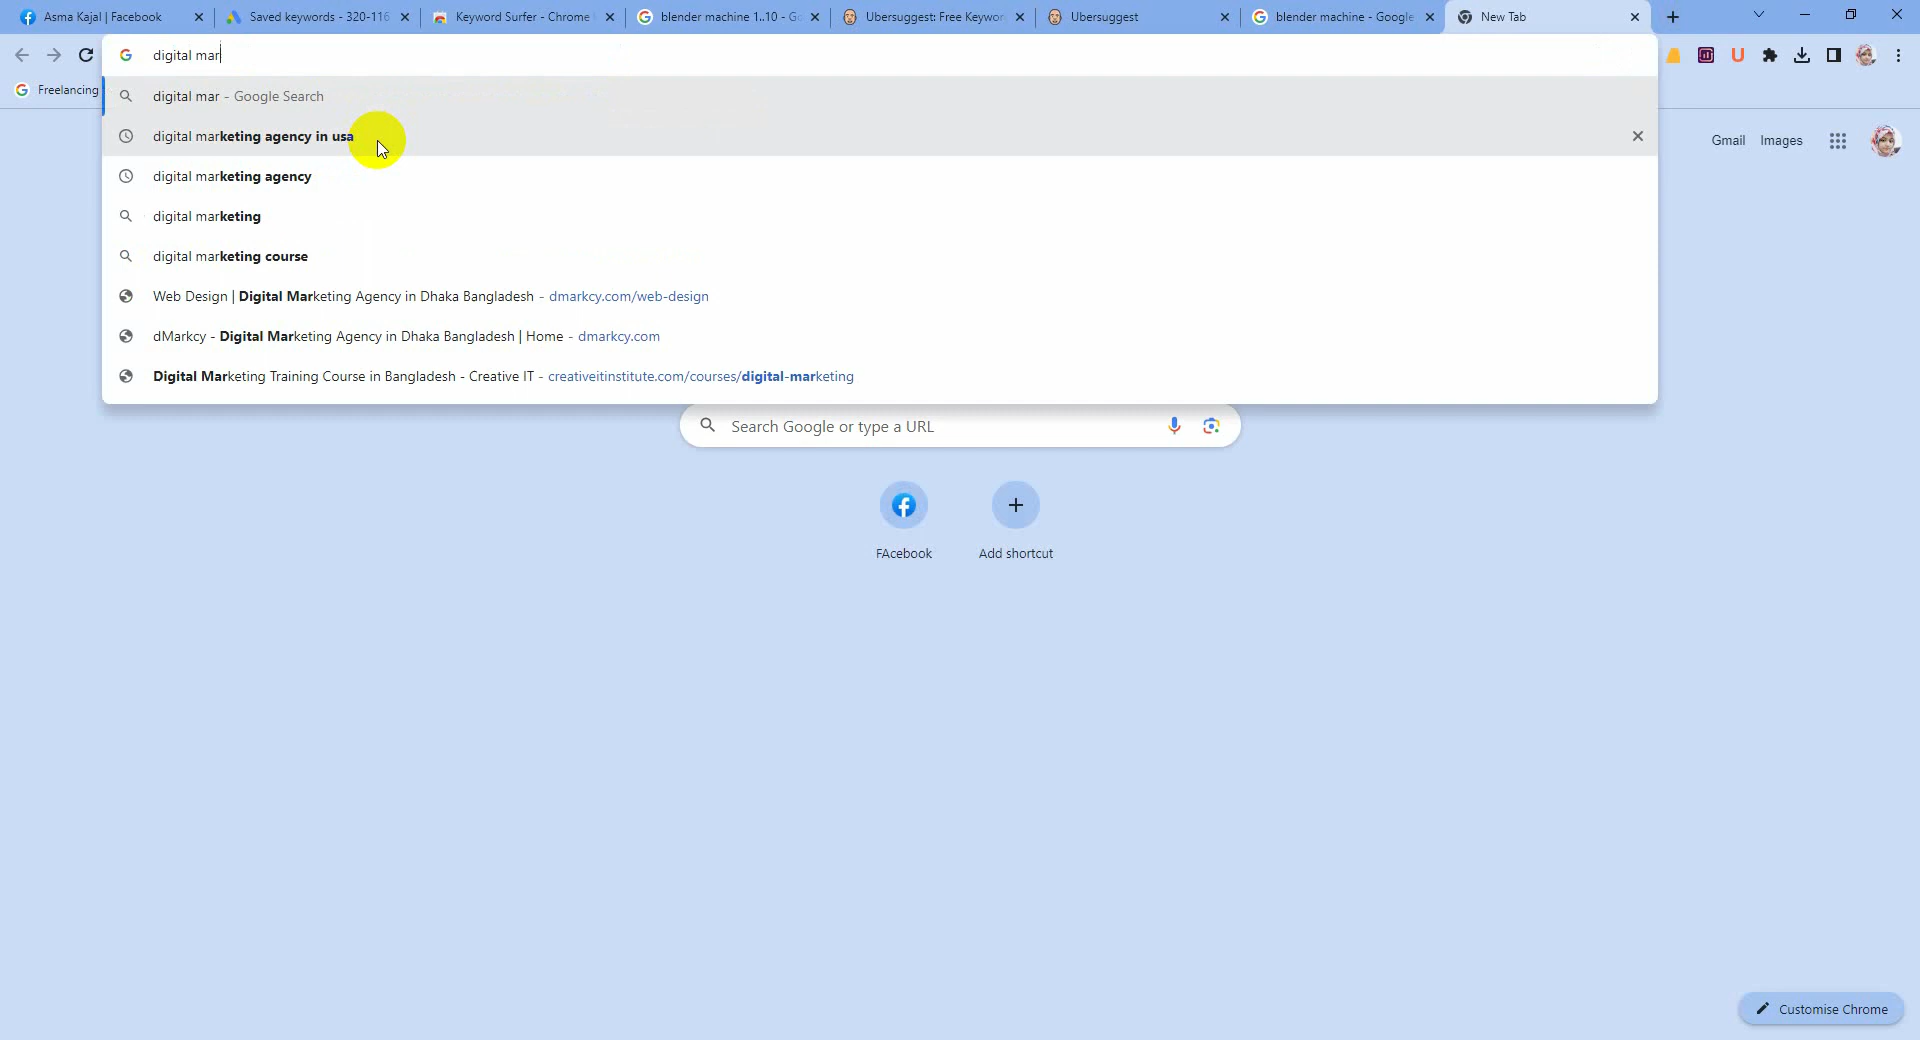 Asma Kajal | Facebook
Saved keywords - 320-116
Keyword Surfer - Chrome
blender machine 1..10 - Go
Ubersuggest: Free Keywor
Ubersuggest
blender machine - Google
New Tab
digital mar
Freelancing
digital mar - Google Search
digital marketing agency in usa
Gmail Images
digital marketing agency
digital marketing
digital marketing course
Web Design | Digital Marketing Agency in Dhaka Bangladesh - dmarkcy.com/web-design
dMarkcy - Digital Marketing Agency in Dhaka Bangladesh | Home - dmarkcy.com
Digital Marketing Training Course in Bangladesh - Creative IT - creativeitinstitute.com/courses/digital-marketing
Search Google or type a URL
FAcebook
Add shortcut
Customise Chrome